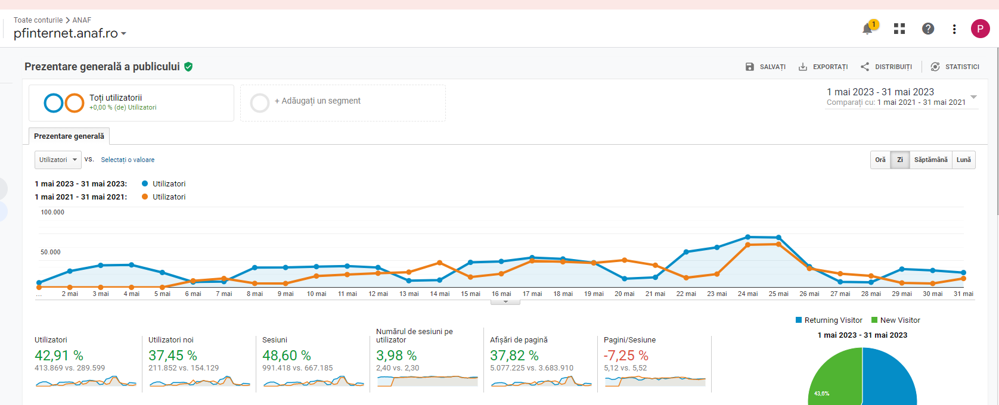 Toate conturile > ANAF
pfinternet.anaf.ro
1
P
Prezentare generală a publicului
SALVAȚI
EXPORTAȚI
DISTRIBUIȚI
STATISTICI
Toți utilizatorii
+0,00 % (de) Utilizatori
+ Adăugați un segment
1 mai 2023 - 31 mai 2023
Comparați cu: 1 mai 2021 - 31 mai 2021
Prezentare generală
Utilizatori
vs.
Selectați o valoare
Oră
Zi
Săptămână
Lună
1 mai 2023 - 31 mai 2023: Utilizatori
1 mai 2021 - 31 mai 2021: Utilizatori
100.000
50.000
... 2 mai 3 mai 4 mai 5 mai 6 mai 7 mai 8 mai 9 mai 10 mai 11 mai 12 mai 13 mai 14 mai 15 mai 16 mai 17 mai 18 mai 19 mai 20 mai 21 mai 22 mai 23 mai 24 mai 25 mai 26 mai 27 mai 28 mai 29 mai 30 mai 31 mai
Utilizatori
42,91 %
413.869 vs. 289.599
Utilizatori noi
37,45 %
211.852 vs. 154.129
Sesiuni
48,60 %
991.418 vs. 667.185
Numărul de sesiuni pe
utilizator
3,98 %
2,40 vs. 2,30
Afișări de pagină
37,82 %
5.077.225 vs. 3.683.910
Pagini/Sesiune
-7,25 %
5,12 vs. 5,52
Returning Visitor
New Visitor
1 mai 2023 - 31 mai 2023
43,6%